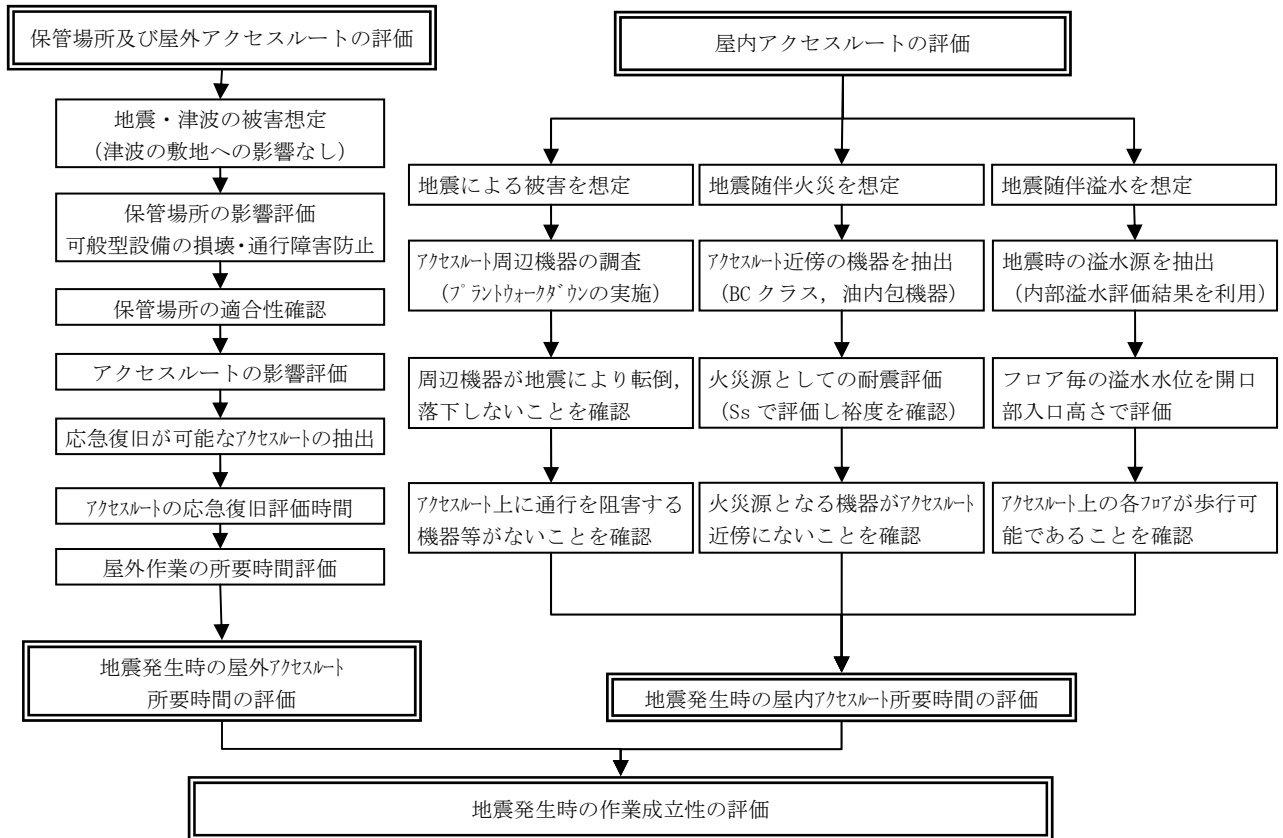 保管場所及び屋外アクセスルートの評価
地震・津波の被害想定
（津波の敷地への影響なし）
保管場所の影響評価
可般型設備の損壊・通行障害防止
保管場所の適合性確認
アクセスルートの影響評価
応急復旧が可能なｱｸｾｽﾙｰﾄの抽出
ｱｸｾｽﾙｰﾄの応急復旧評価時間
屋外作業の所要時間評価
地震発生時の屋外ｱｸｾｽﾙｰﾄ
所要時間の評価
屋内アクセスルートの評価
地震による被害を想定
ｱｸｾｽﾙｰﾄ周辺機器の調査
（ﾌﾟﾗﾝﾄｳｫｰｸﾀﾞｳﾝの実施）
周辺機器が地震により転倒，
落下しないことを確認
ｱｸｾｽﾙｰﾄ上に通行を阻害する
機器等がないことを確認
地震随伴火災を想定
ｱｸｾｽﾙｰﾄ近傍の機器を抽出
（BC クラス，油内包機器）
火災源としての耐震評価
（Ss で評価し裕度を確認）
火災源となる機器がｱｸｾｽﾙｰﾄ
近傍にないことを確認
地震随伴溢水を想定
地震時の溢水源を抽出
（内部溢水評価結果を利用）
フロア毎の溢水水位を開口
部入口高さで評価
ｱｸｾｽﾙｰﾄ上の各ﾌﾛｱが歩行可
能であることを確認
地震発生時の屋内ｱｸｾｽﾙｰﾄ所要時間の評価
地震発生時の作業成立性の評価